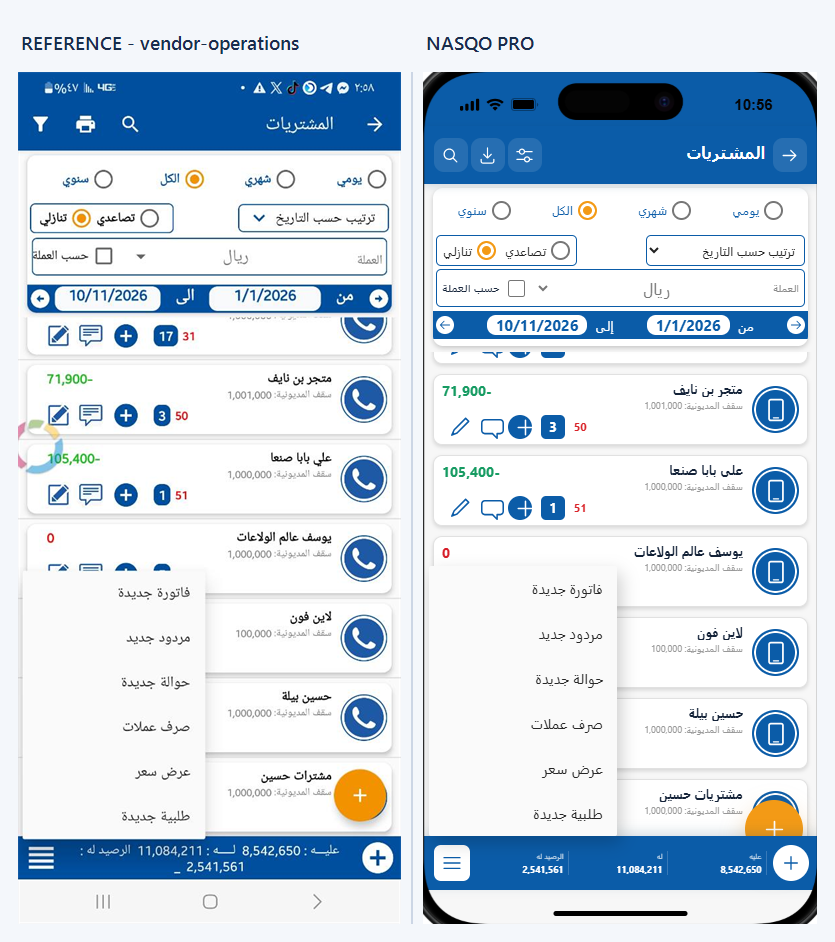 REFERENCE - vendor-operations
NASQO PRO
%٤٧ 4G
٢:٥٨
المشتريات
يومي شهري الكل سنوي
ترتيب حسب التاريخ تصاعدي تنازلي
العملة ريال حسب العملة
من 1/1/2026 الى 10/11/2026
17 31
متجر بن نايف
71,900-
سقف المديونية: 1,001,000
3 50
علي بابا صنعا
105,400-
سقف المديونية: 1,000,000
1 51
يوسف عالم الولاعات
0
سقف المديونية: 1,000,000
لاين فون
سقف المديونية: 100,000
حسين بيلة
سقف المديونية: 1,000,000
مشترات حسين
سقف المديونية: 1,000,000
فاتورة جديدة
مردود جديد
حوالة جديدة
صرف عملات
عرض سعر
طلبية جديدة
عليـــه : 8,542,650 لـــه : 11,084,211 الرصيد له :
2,541,561 _
10:56
المشتريات
يومي شهري الكل سنوي
ترتيب حسب التاريخ تصاعدي تنازلي
العملة ريال حسب العملة
من 1/1/2026 إلى 10/11/2026
متجر بن نايف
71,900-
سقف المديونية: 1,001,000
3 50
علي بابا صنعا
105,400-
سقف المديونية: 1,000,000
1 51
يوسف عالم الولاعات
0
سقف المديونية: 1,000,000
لاين فون
سقف المديونية: 100,000
حسين بيلة
سقف المديونية: 1,000,000
مشتريات حسين
سقف المديونية: 1,000,000
فاتورة جديدة
مردود جديد
حوالة جديدة
صرف عملات
عرض سعر
طلبية جديدة
عليه له الرصيد له
8,542,650 11,084,211 2,541,561